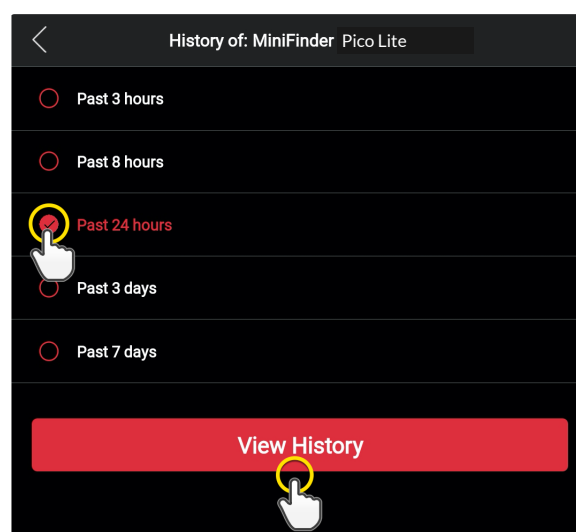 History of: MiniFinder Pico Lite
Past 3 hours
Past 8 hours
Past 24 hours
Past 3 days
Past 7 days
View History